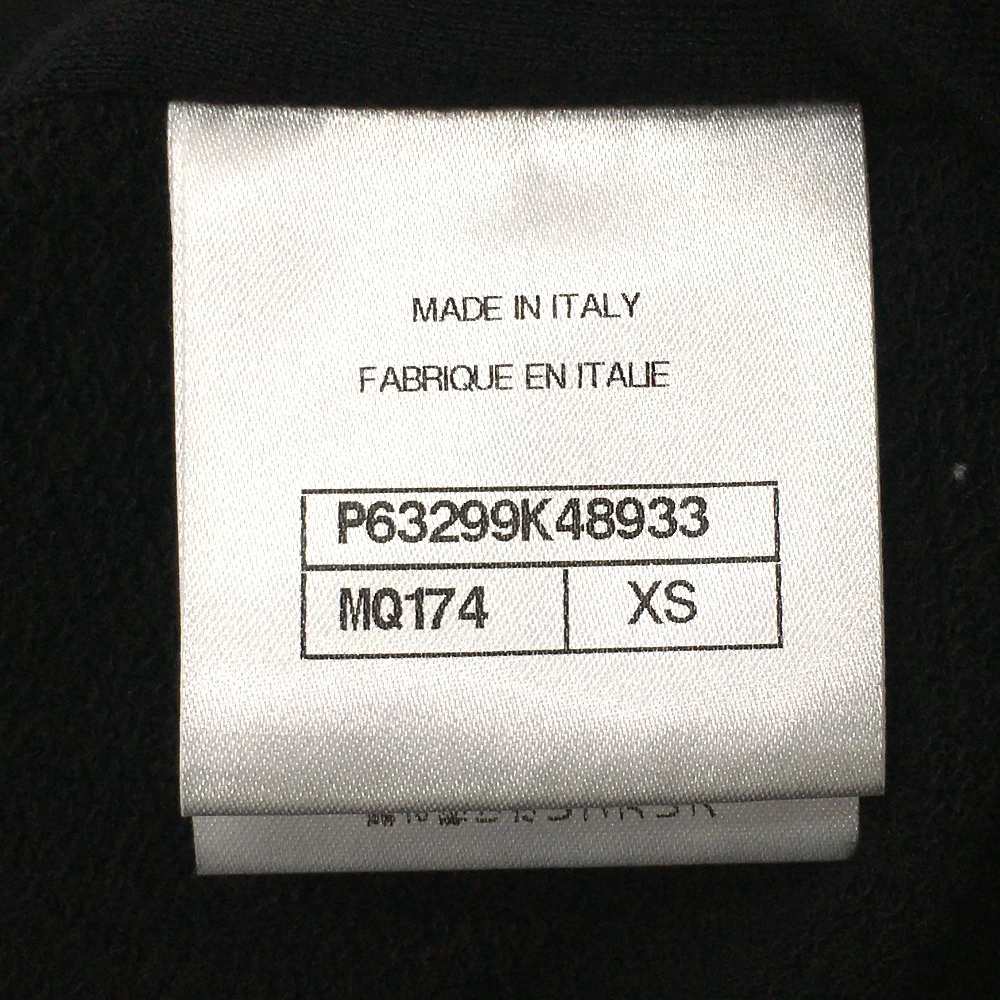 MADE IN ITALY
FABRIQUE EN ITALIE
P63299K48933
MQ174 XS